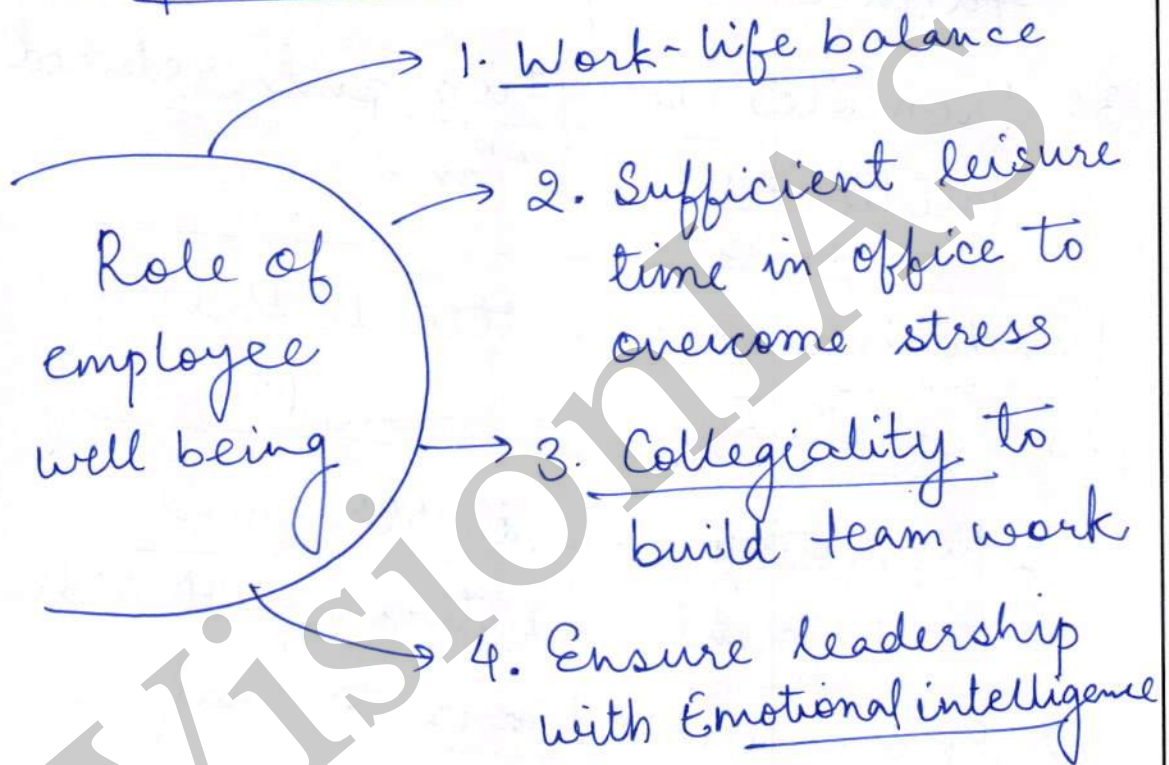 1. Work-life balance
2. Sufficient leisure
time in office to
overcome stress
Role of
employee
well being
3. Collegiality to
build team work
4. Ensure leadership
with Emotional intelligence
VisionIAS